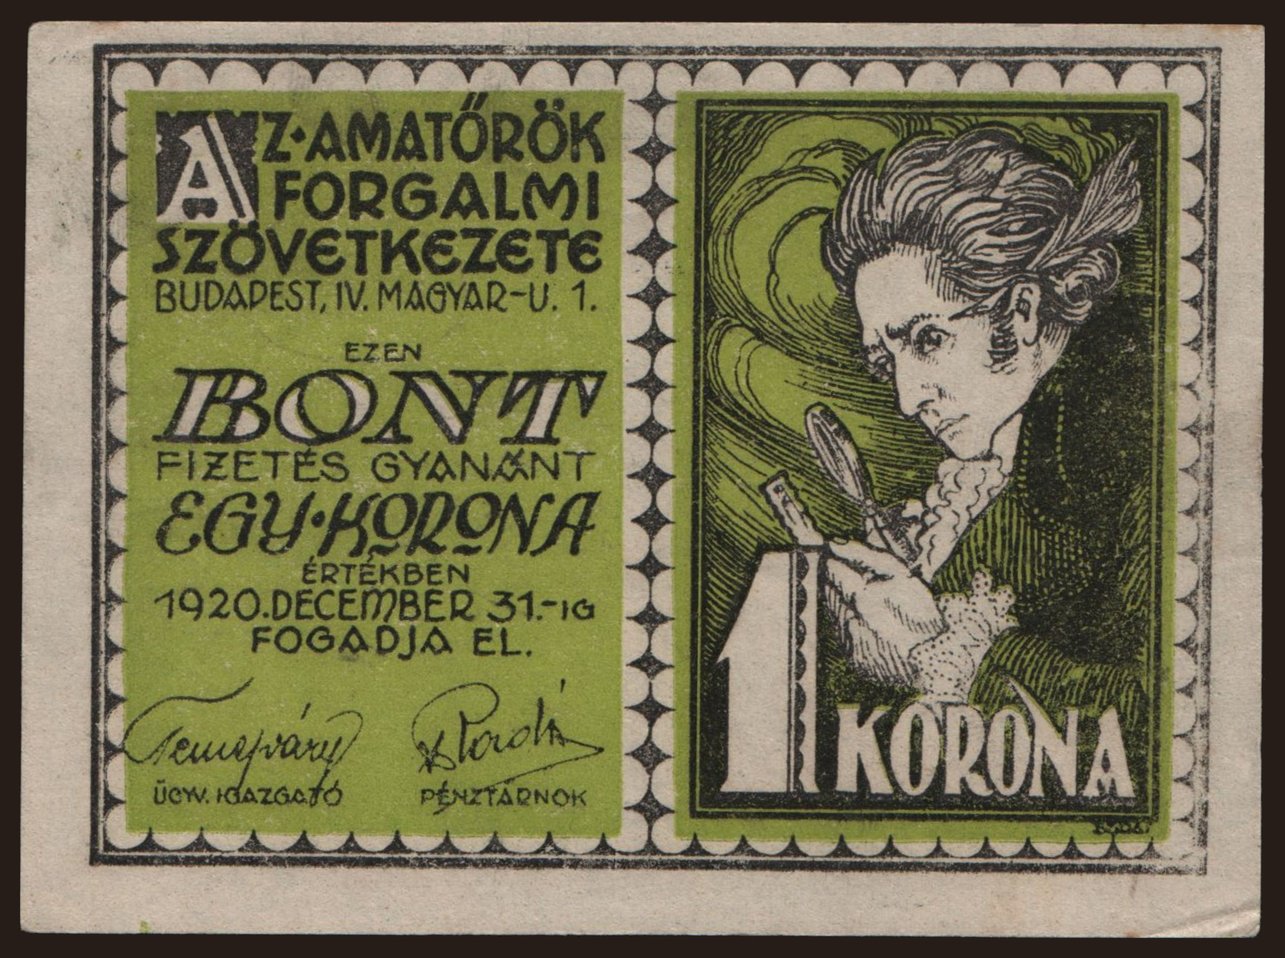 AZ·AMATŐRÖK
FORGALMI
SZÖVETKEZETE
BUDAPEST, IV. MAGYAR-U. 1.
EZEN
BONT
FIZETÉS GYANÁNT
EGY·KORONA
ÉRTÉKBEN
1920. DECEMBER 31.-IG
FOGADJA EL.
Temesváry
ÜGYV. IGAZGATÓ
PÉNZTÁRNOK
1 KORONA